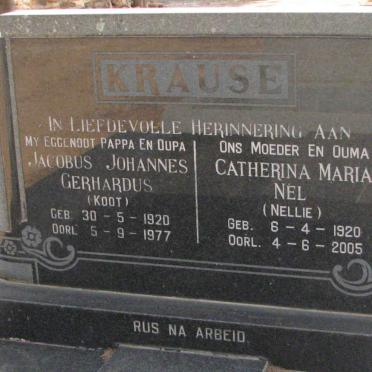 KRAUSE
IN LIEFDEVOLLE HERINNERING AAN
MY EGGENOOT PAPPA EN OUPA
JACOBUS JOHANNES
GERHARDUS
(KOOT)
GEB. 30-5-1920
OORL. 5-9-1977
ONS MOEDER EN OUMA
CATHERINA MARIA
NEL
(NELLIE)
GEB. 6-4-1920
OORL. 4-6-2005
RUS NA ARBEID.